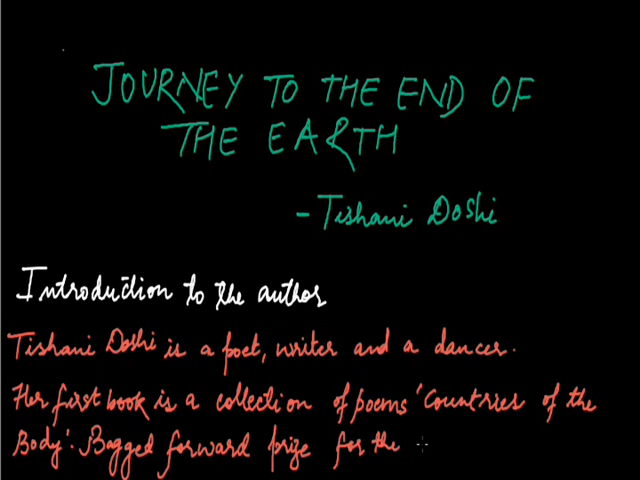 JOURNEY TO THE END OF
THE EARTH
- Tishani Doshi
Introduction to the author
Tishani Doshi is a poet, writer and a dancer.
Her first book is a collection of poems 'Countries of the
Body'. Bagged forward prize for the